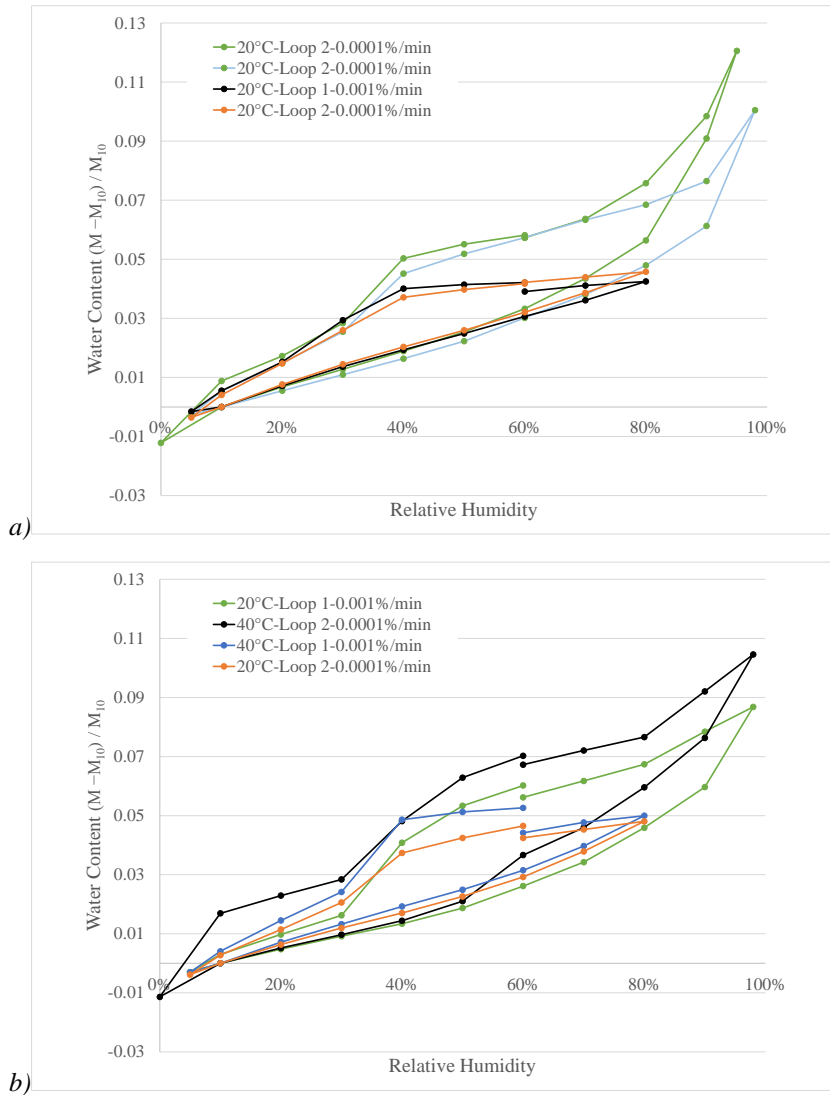 0.13
20°C-Loop 2-0.0001%/min
0.11
20°C-Loop 2-0.0001%/min
20°C-Loop 1-0.001%/min
20°C-Loop 2-0.0001%/min
0.09
0.07
0.05
0.03
0.01
-0.01
-0.03
Water Content (M −M10) / M10
0% 20% 40% 60% 80% 100%
Relative Humidity
a)
0.13
20°C-Loop 1-0.001%/min
0.11
40°C-Loop 2-0.0001%/min
40°C-Loop 1-0.001%/min
20°C-Loop 2-0.0001%/min
0.09
0.07
0.05
0.03
0.01
-0.01
-0.03
Water Content (M −M10) / M10
0% 20% 40% 60% 80% 100%
Relative Humidity
b)